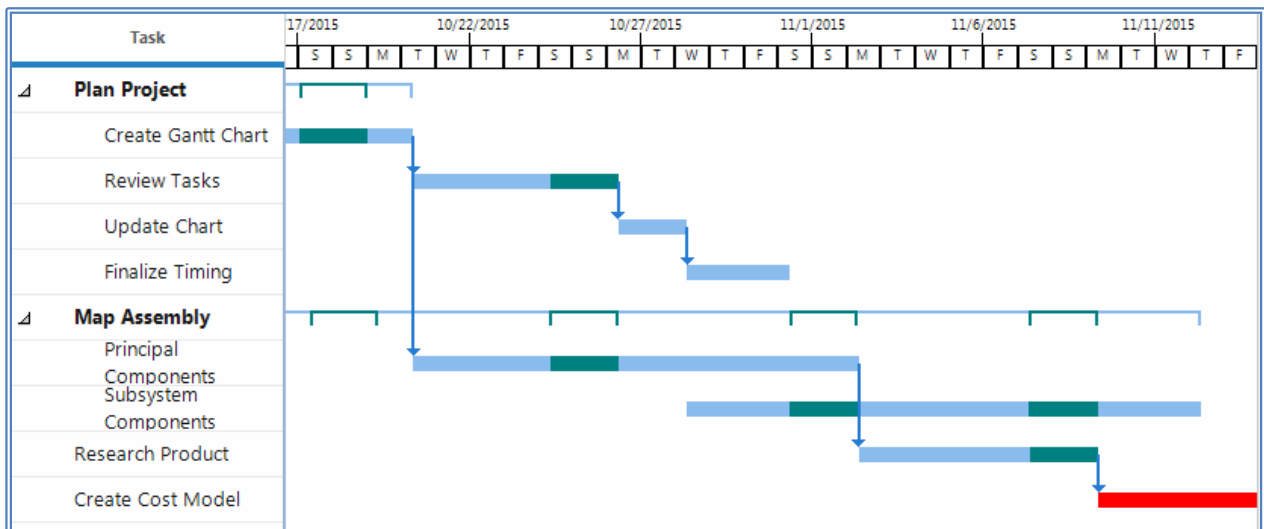 Task
17/2015 10/22/2015 10/27/2015 11/1/2015 11/6/2015 11/11/2015
S S M T W T F S S M T W T F S S M T W T F S S M T W T F
Plan Project
Create Gantt Chart
Review Tasks
Update Chart
Finalize Timing
Map Assembly
Principal
Components
Subsystem
Components
Research Product
Create Cost Model